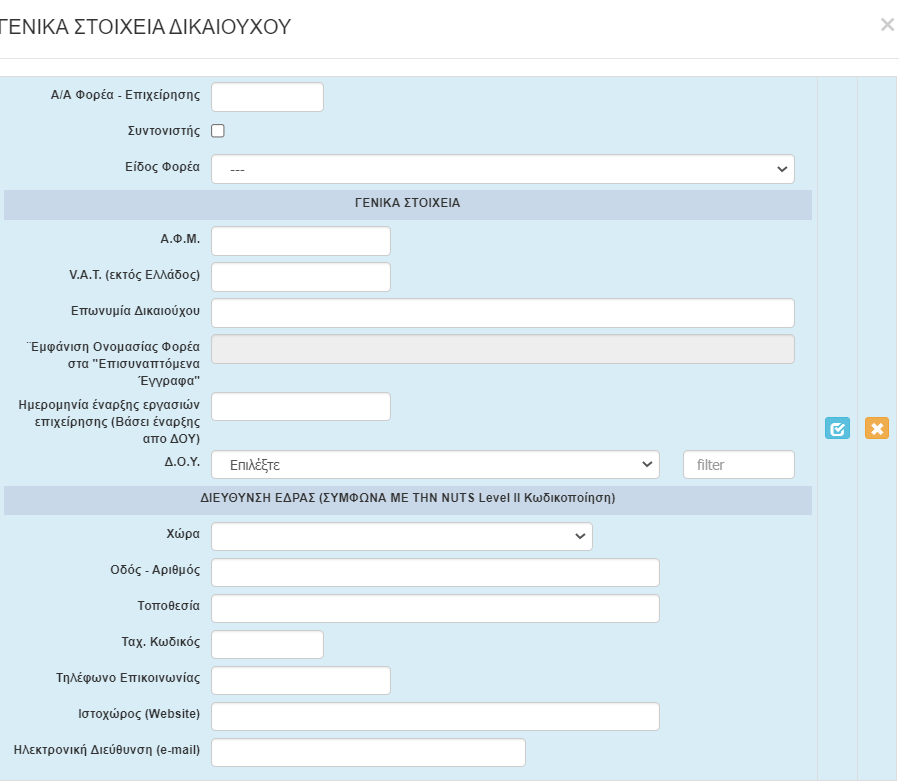 ΓΕΝΙΚΑ ΣΤΟΙΧΕΙΑ ΔΙΚΑΙΟΥΧΟΥ
Α/Α Φορέα - Επιχείρησης
Συντονιστής
Είδος Φορέα
---
ΓΕΝΙΚΑ ΣΤΟΙΧΕΙΑ
Α.Φ.Μ.
V.A.T. (εκτός Ελλάδος)
Επωνυμία Δικαιούχου
¨Εμφάνιση Ονομασίας Φορέα
στα "Επισυναπτόμενα
Έγγραφα"
Ημερομηνία έναρξης εργασιών
επιχείρησης (Βάσει έναρξης
απο ΔΟΥ)
Δ.Ο.Υ.
Επιλέξτε
filter
ΔΙΕΥΘΥΝΣΗ ΕΔΡΑΣ (ΣΥΜΦΩΝΑ ΜΕ ΤΗΝ NUTS Level II Κωδικοποίηση)
Χώρα
Οδός - Αριθμός
Τοποθεσία
Ταχ. Κωδικός
Τηλέφωνο Επικοινωνίας
Ιστοχώρος (Website)
Ηλεκτρονική Διεύθυνση (e-mail)